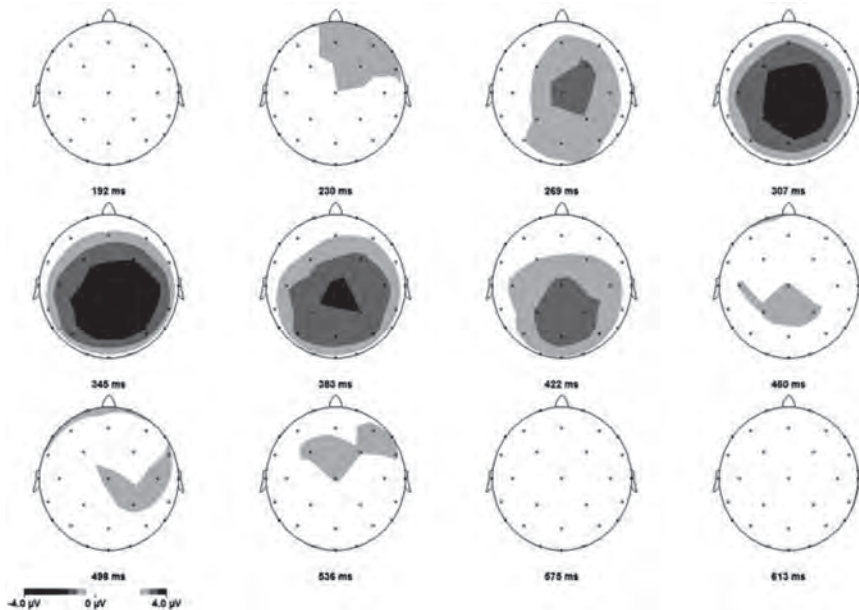 192 ms 230 ms 269 ms 307 ms
345 ms 383 ms 422 ms 460 ms
498 ms 536 ms 575 ms 613 ms
-4.0 µV 0 µV 4.0 µV